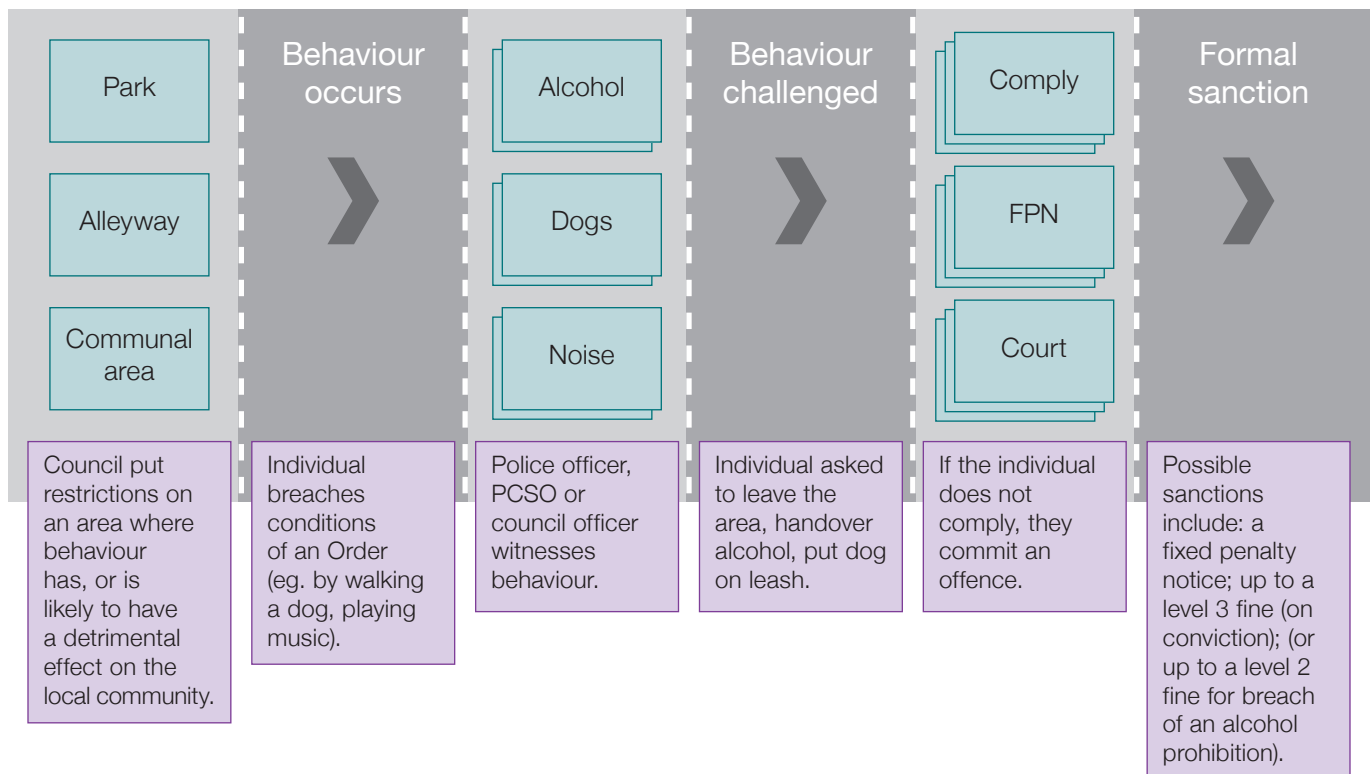 Park
Alleyway
Communal
area
Behaviour
occurs
Alcohol
Dogs
Noise
Behaviour
challenged
Comply
FPN
Court
Formal
sanction
Council put
restrictions on
an area where
behaviour
has, or is
likely to have
a detrimental
effect on the
local community.
Individual
breaches
conditions
of an Order
(eg. by walking
a dog, playing
music).
Police officer,
PCSO or
council officer
witnesses
behaviour.
Individual asked
to leave the
area, handover
alcohol, put dog
on leash.
If the individual
does not
comply, they
commit an
offence.
Possible
sanctions
include: a
fixed penalty
notice; up to a
level 3 fine (on
conviction); (or
up to a level 2
fine for breach
of an alcohol
prohibition).